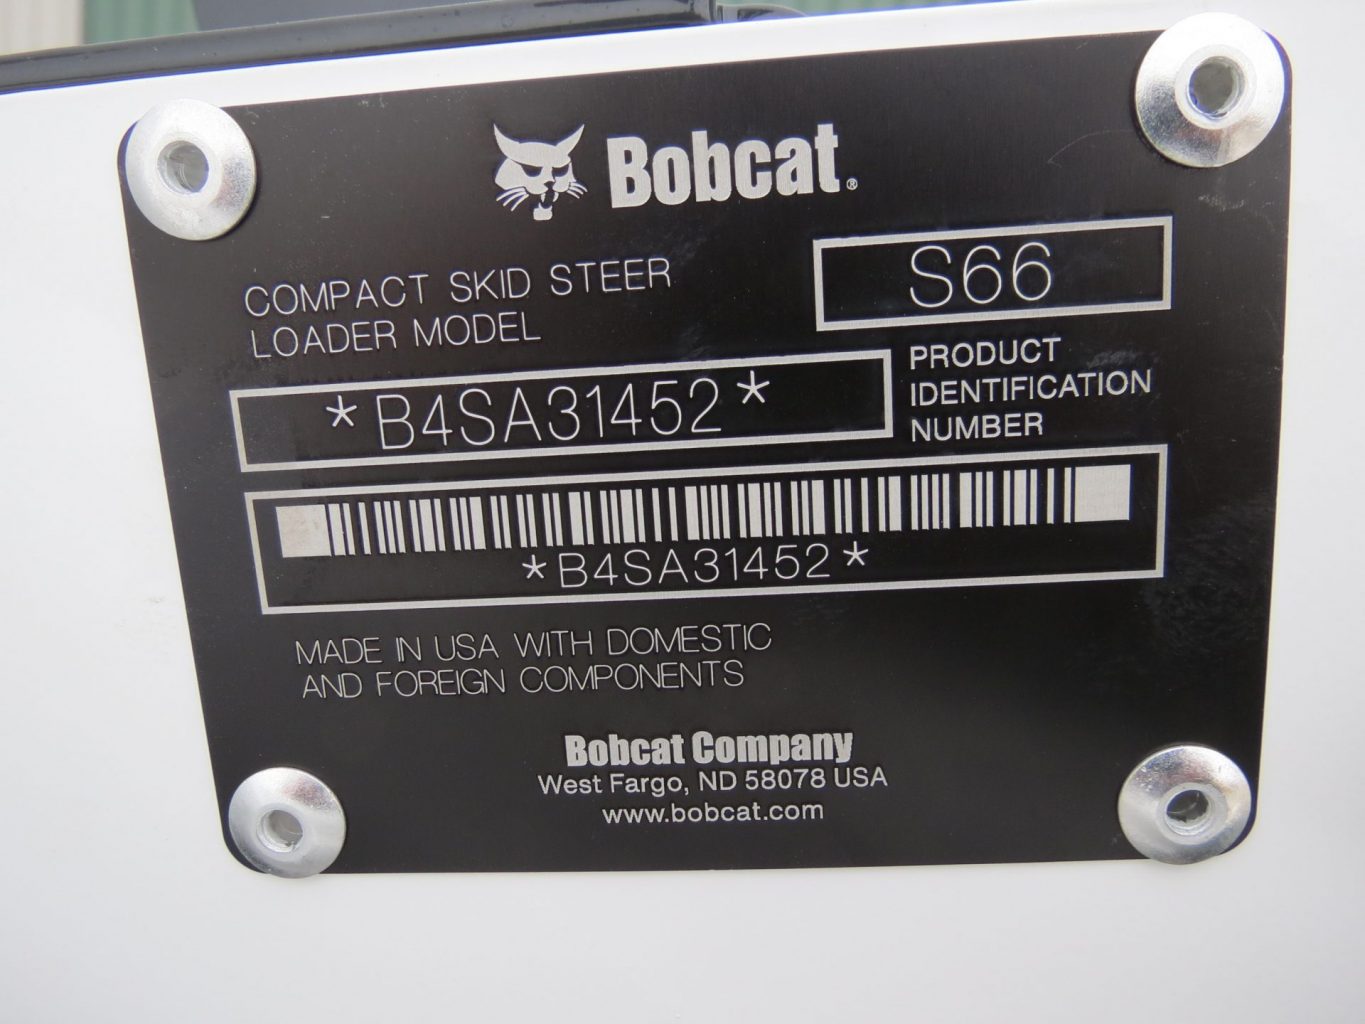 Bobcat®
COMPACT SKID STEER
LOADER MODEL
S66
*B4SA31452*
PRODUCT
IDENTIFICATION
NUMBER
*B4SA31452*
MADE IN USA WITH DOMESTIC
AND FOREIGN COMPONENTS
Bobcat Company
West Fargo, ND 58078 USA
www.bobcat.com